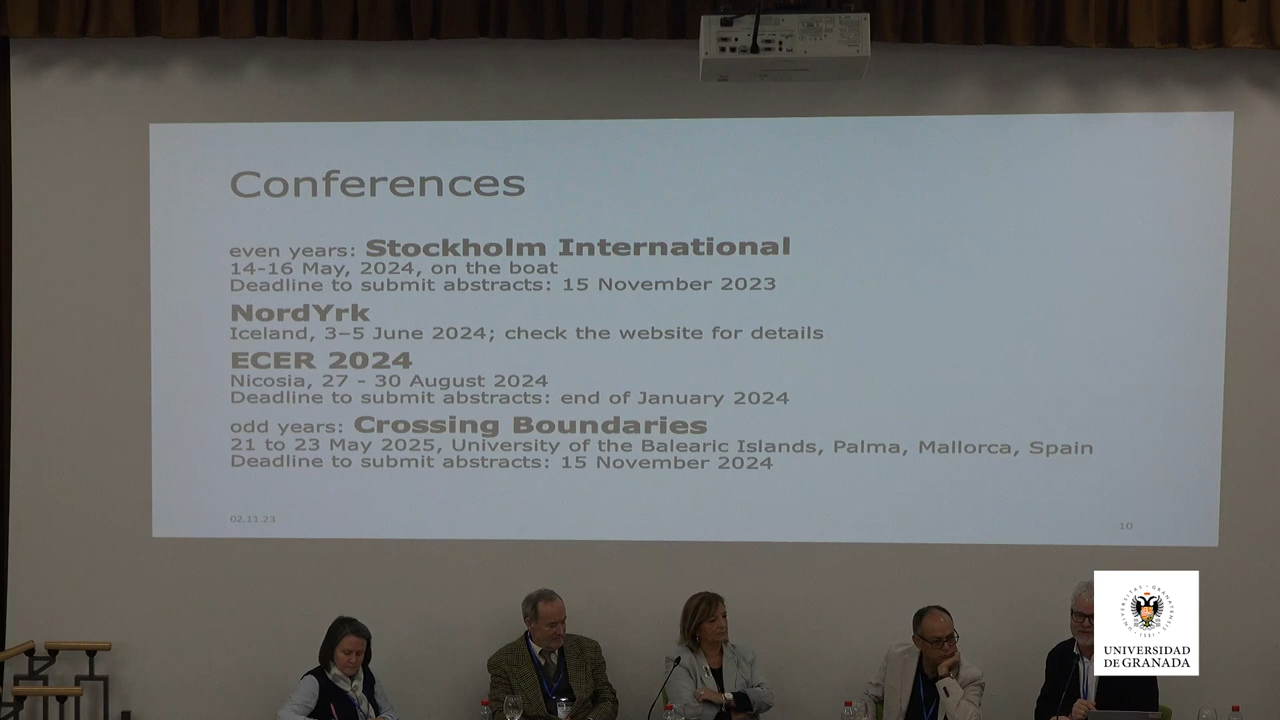 Conferences
even years: Stockholm International
14-16 May, 2024, on the boat
Deadline to submit abstracts: 15 November 2023
NordYrk
Iceland, 3–5 June 2024; check the website for details
ECER 2024
Nicosia, 27 - 30 August 2024
Deadline to submit abstracts: end of January 2024
odd years: Crossing Boundaries
21 to 23 May 2025, University of the Balearic Islands, Palma, Mallorca, Spain
Deadline to submit abstracts: 15 November 2024
02.11.23
10
UNIVERSITAS · GRANATENSIS
1531
UNIVERSIDAD
DE GRANADA